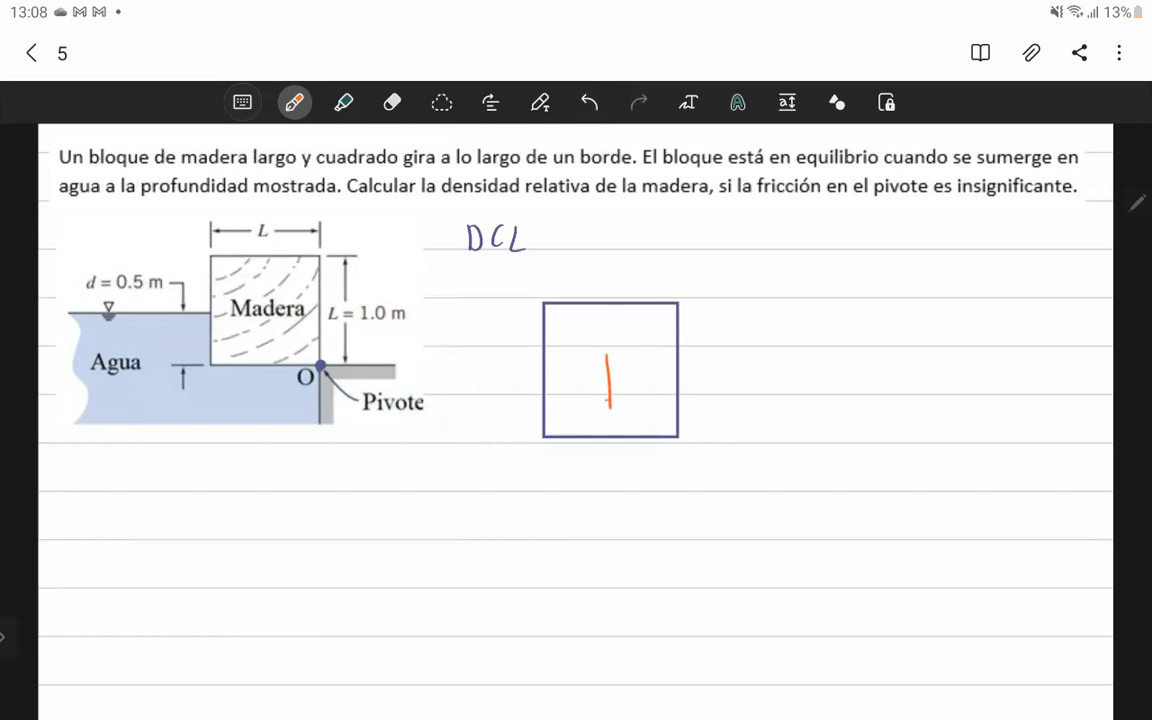 13:08
13%
5
Un bloque de madera largo y cuadrado gira a lo largo de un borde. El bloque está en equilibrio cuando se sumerge en
agua a la profundidad mostrada. Calcular la densidad relativa de la madera, si la fricción en el pivote es insignificante.
L
DCL
d = 0.5 m
Madera
L = 1.0 m
Agua
O
Pivote